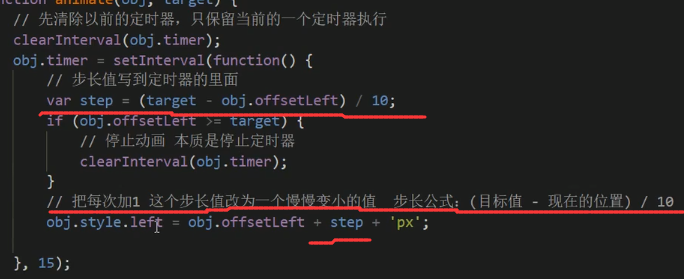 function animate(obj, target) {
// 先清除以前的定时器，只保留当前的一个定时器执行
clearInterval(obj.timer);
obj.timer = setInterval(function() {
// 步长值写到定时器的里面
var step = (target - obj.offsetLeft) / 10;
if (obj.offsetLeft >= target) {
// 停止动画 本质是停止定时器
clearInterval(obj.timer);
}
// 把每次加1 这个步长值改为一个慢慢变小的值  步长公式：(目标值 - 现在的位置) / 10
obj.style.left = obj.offsetLeft + step + 'px';
}, 15);